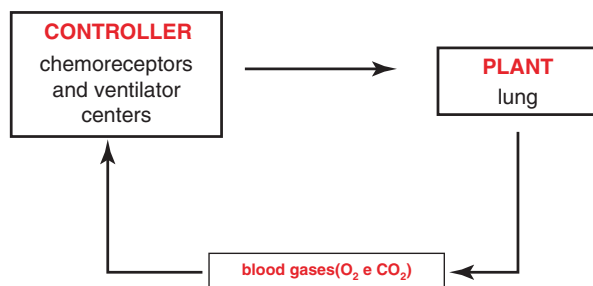 CONTROLLER
chemoreceptors
and ventilator
centers
PLANT
lung
blood gases(O₂ e CO₂)